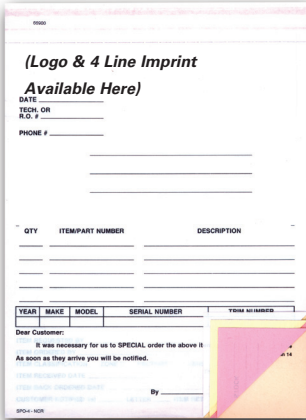 55900
(Logo & 4 Line Imprint
Available Here)
DATE
TECH. OR
R.O. #
PHONE #
QTY ITEM/PART NUMBER DESCRIPTION
YEAR MAKE MODEL SERIAL NUMBER TRIM NUMBER
Dear Customer:
It was necessary for us to SPECIAL order the above it
As soon as they arrive you will be notified.
By
SPO-4 - NCR